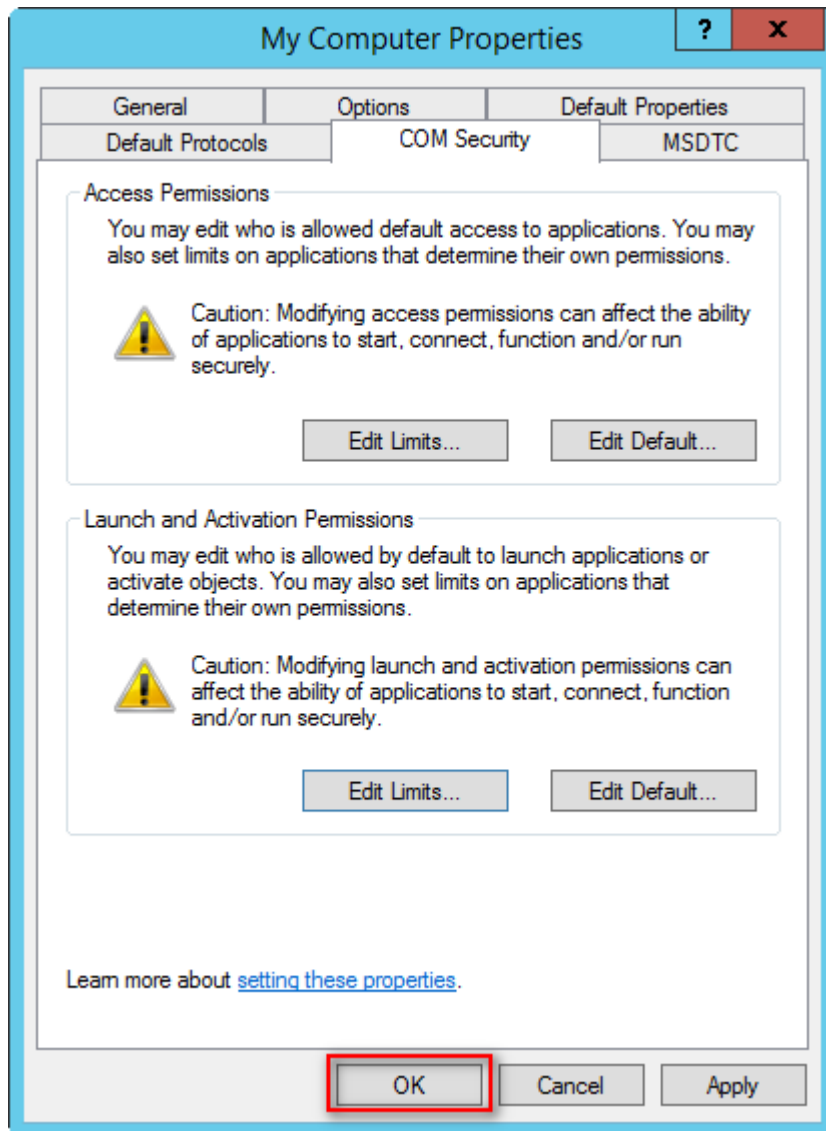 My Computer Properties
? x
General Options Default Properties
Default Protocols COM Security MSDTC
Access Permissions
You may edit who is allowed default access to applications. You may
also set limits on applications that determine their own permissions.
Caution: Modifying access permissions can affect the ability
of applications to start, connect, function and/or run
securely.
Edit Limits... Edit Default...
Launch and Activation Permissions
You may edit who is allowed by default to launch applications or
activate objects. You may also set limits on applications that
determine their own permissions.
Caution: Modifying launch and activation permissions can
affect the ability of applications to start, connect, function
and/or run securely.
Edit Limits... Edit Default...
Learn more about setting these properties.
OK Cancel Apply